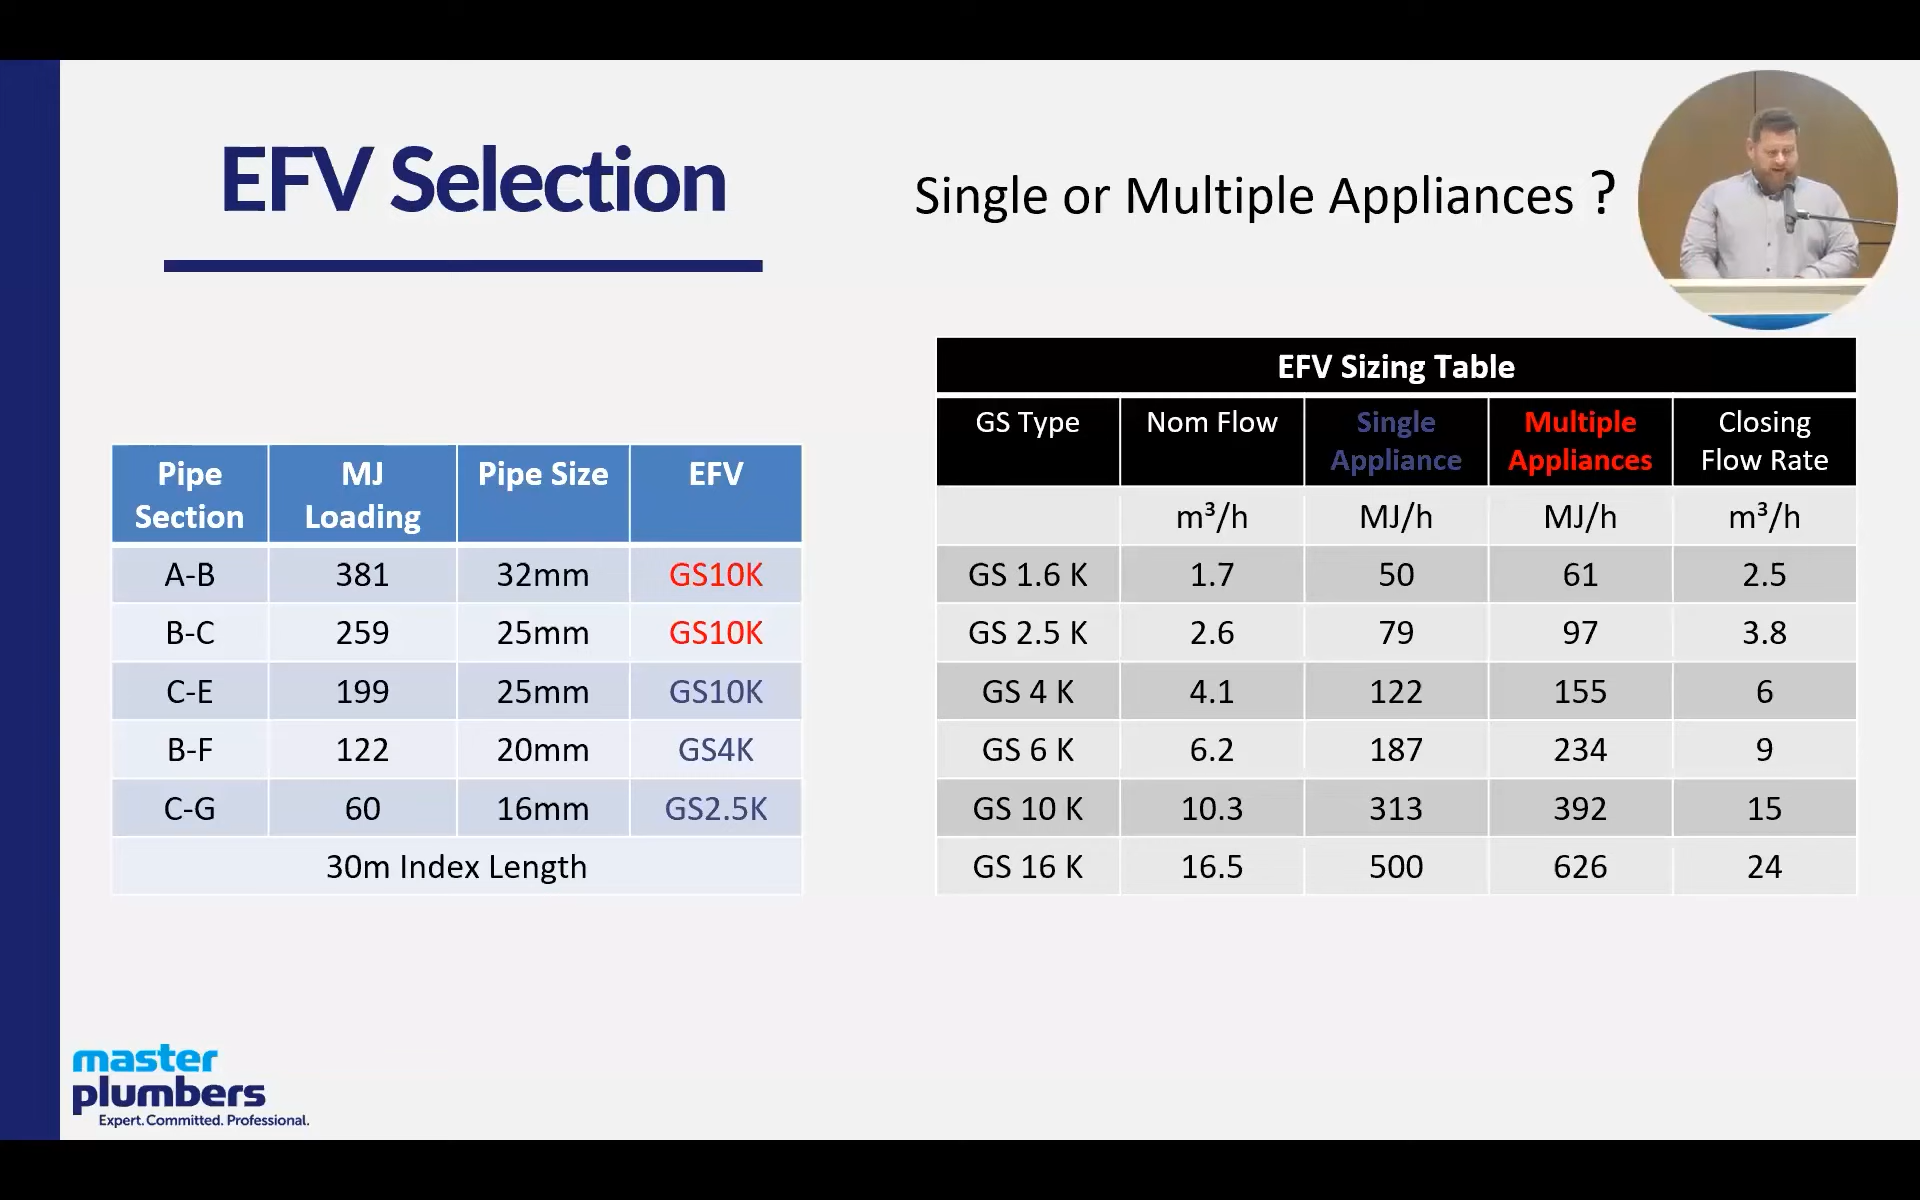 EFV Selection
Single or Multiple Appliances ?
Pipe Section | MJ Loading | Pipe Size | EFV
A-B | 381 | 32mm | GS10K
B-C | 259 | 25mm | GS10K
C-E | 199 | 25mm | GS10K
B-F | 122 | 20mm | GS4K
C-G | 60 | 16mm | GS2.5K
30m Index Length
EFV Sizing Table
GS Type | Nom Flow | Single Appliance | Multiple Appliances | Closing Flow Rate
m³/h | MJ/h | MJ/h | m³/h
GS 1.6 K | 1.7 | 50 | 61 | 2.5
GS 2.5 K | 2.6 | 79 | 97 | 3.8
GS 4 K | 4.1 | 122 | 155 | 6
GS 6 K | 6.2 | 187 | 234 | 9
GS 10 K | 10.3 | 313 | 392 | 15
GS 16 K | 16.5 | 500 | 626 | 24
master
plumbers
Expert. Committed. Professional.